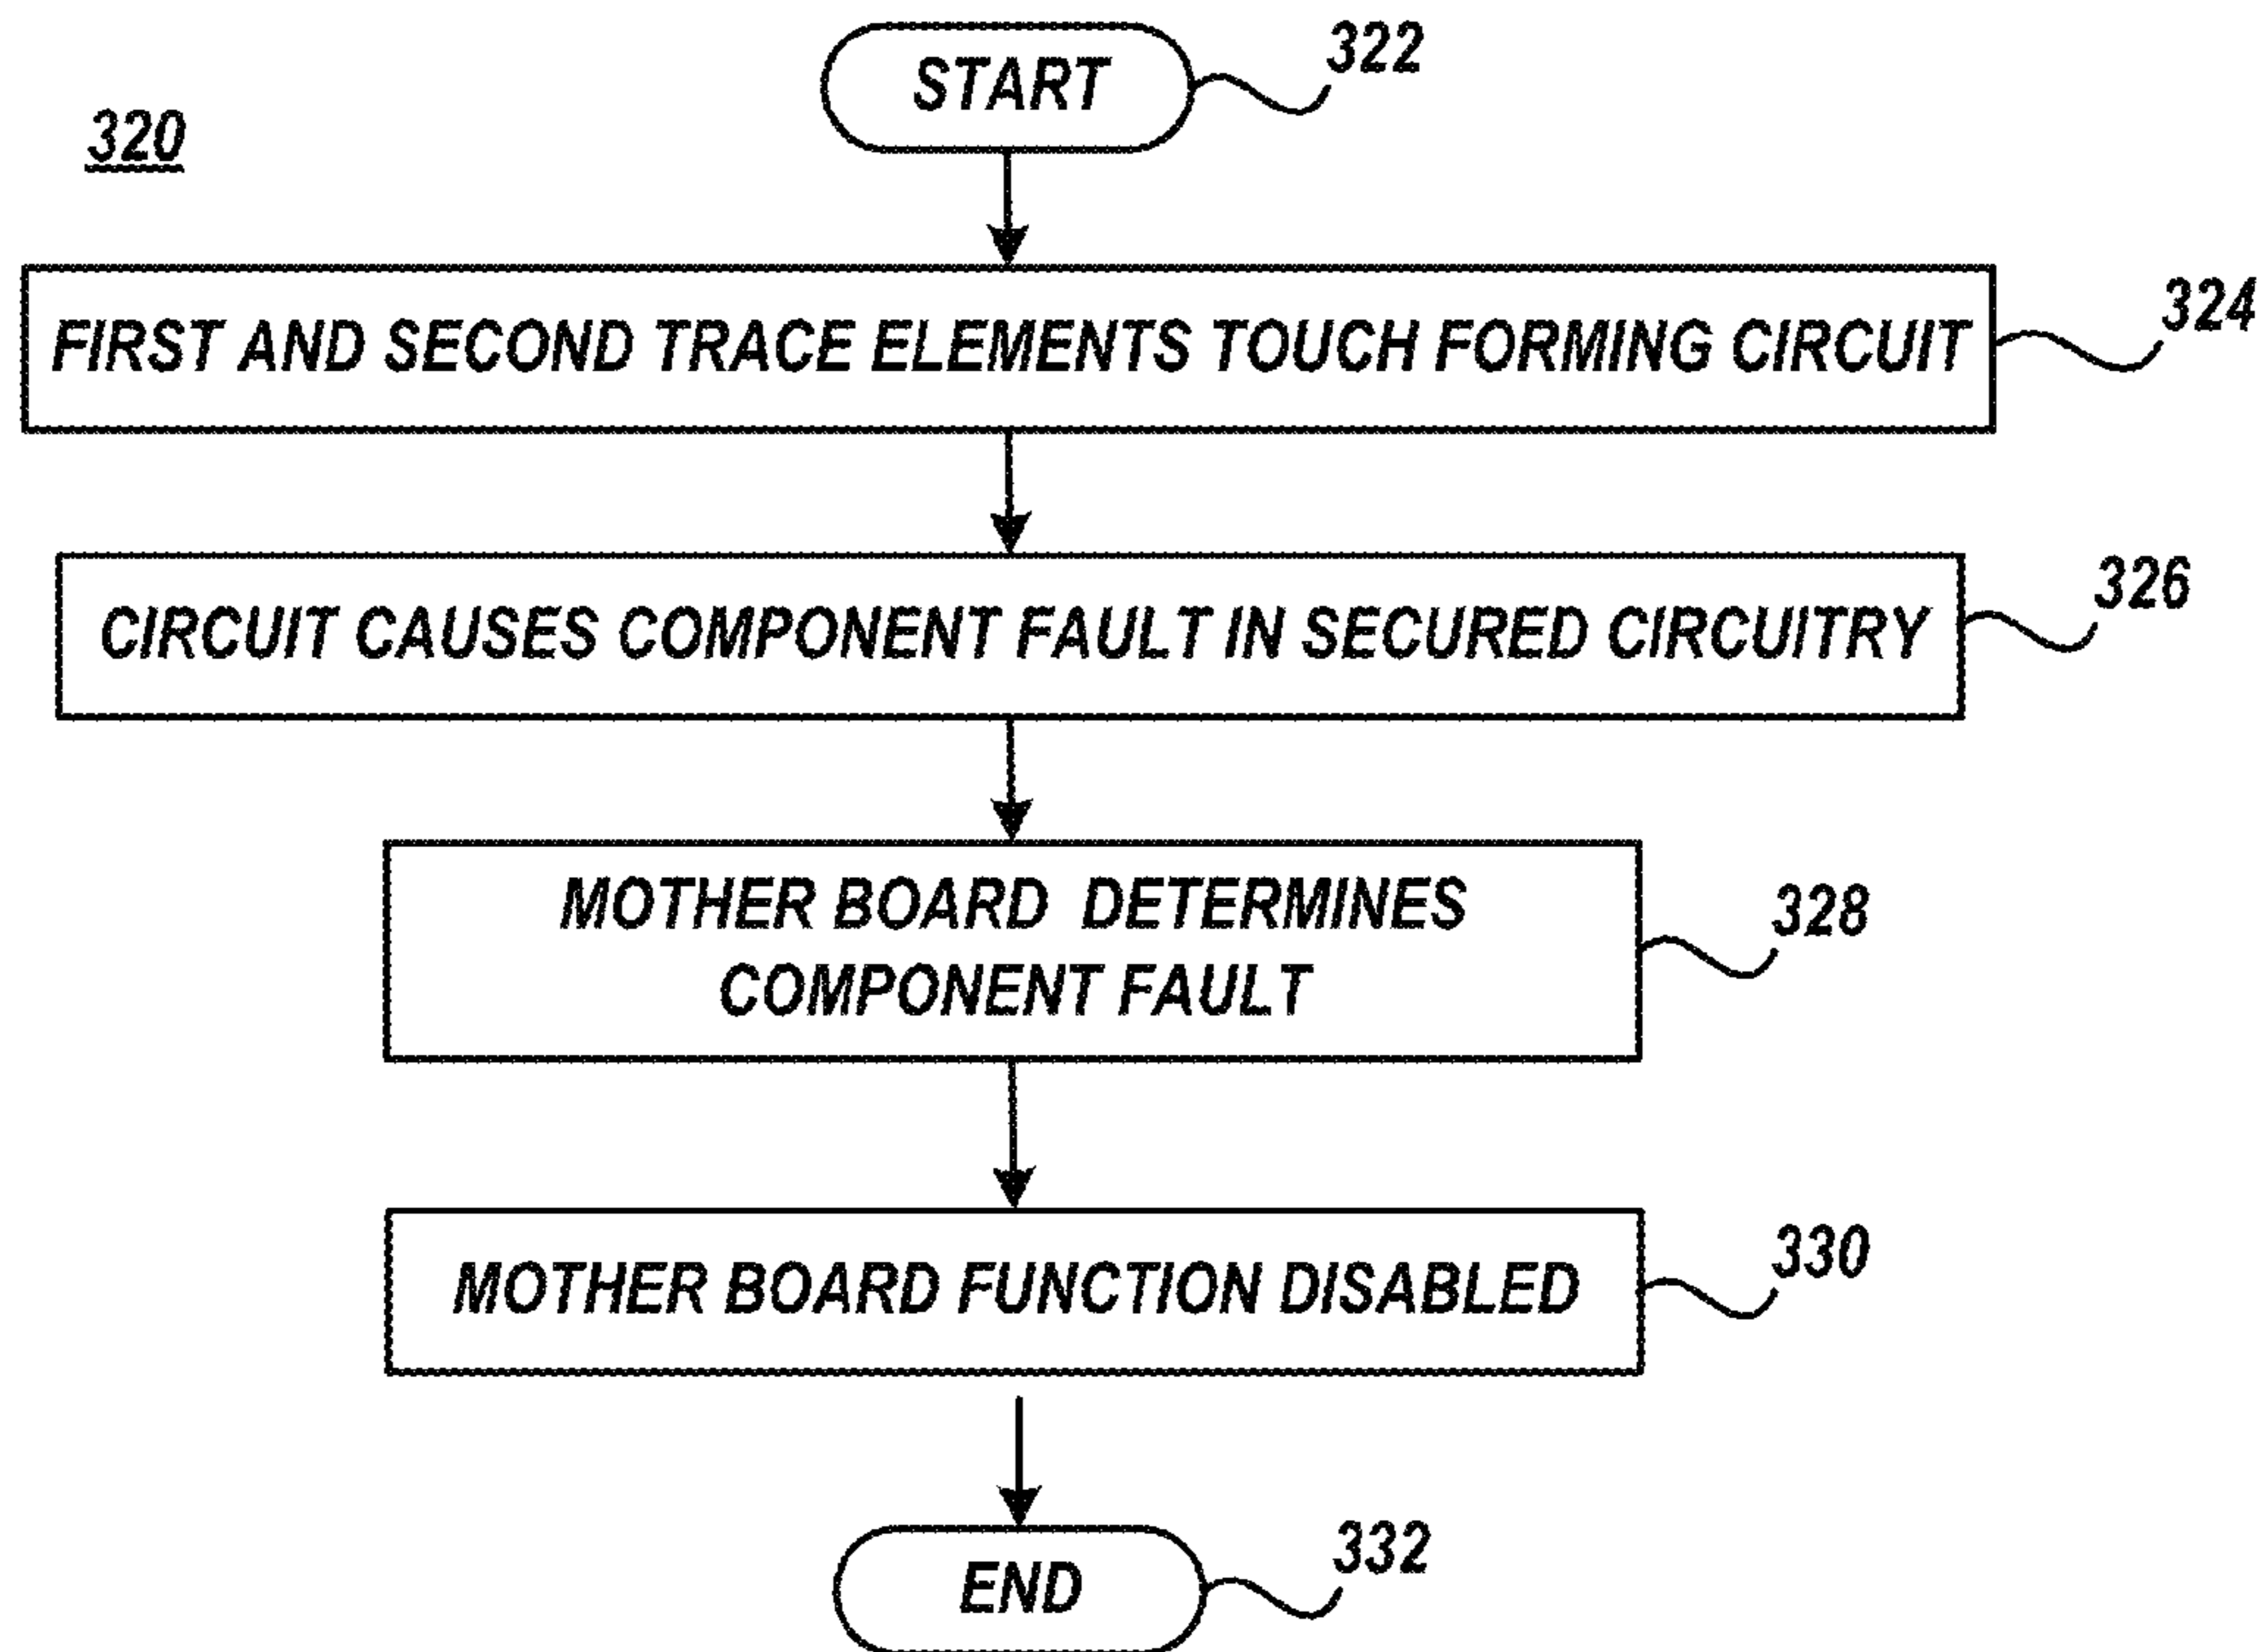 START
322
320
FIRST AND SECOND TRACE ELEMENTS TOUCH FORMING CIRCUIT
324
CIRCUIT CAUSES COMPONENT FAULT IN SECURED CIRCUITRY
326
MOTHER BOARD DETERMINES
COMPONENT FAULT
328
MOTHER BOARD FUNCTION DISABLED
330
END
332